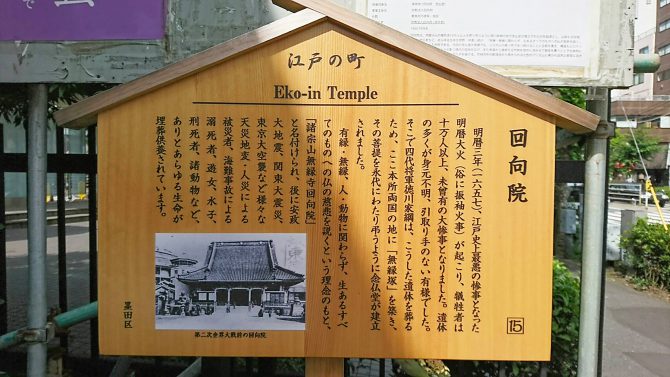 江戸の町
Eko-in Temple
回向院
明暦三年(一六五七)、江戸史上最悪の惨事となった
明暦大火(俗に振袖火事)が起こり、犠牲者は
十万人以上、未曾有の大惨事となりました。遺体
の多くが身元不明、引取り手のない有様でした。
そこで四代将軍徳川家綱は、こうした遺体を葬る
ため、ここ本所両国の地に「無縁塚」を築き、
その菩提を永代にわたり弔うように念仏堂が建立
されました。
有縁・無縁、人・動物に関わらず、生あるすべ
てのものへの仏の慈悲を説くという理念のもと、
「諸宗山無縁寺回向院」
と名付けられ、後に安政
大地震、関東大震災、
東京大空襲など様々な
天災地変・人災による
被災者、海難事故による
溺死者、遊女、水子、
刑死者、諸動物など、
ありとあらゆる生命が
埋葬供養されています。
第二次世界大戦前の回向院
墨田区
15